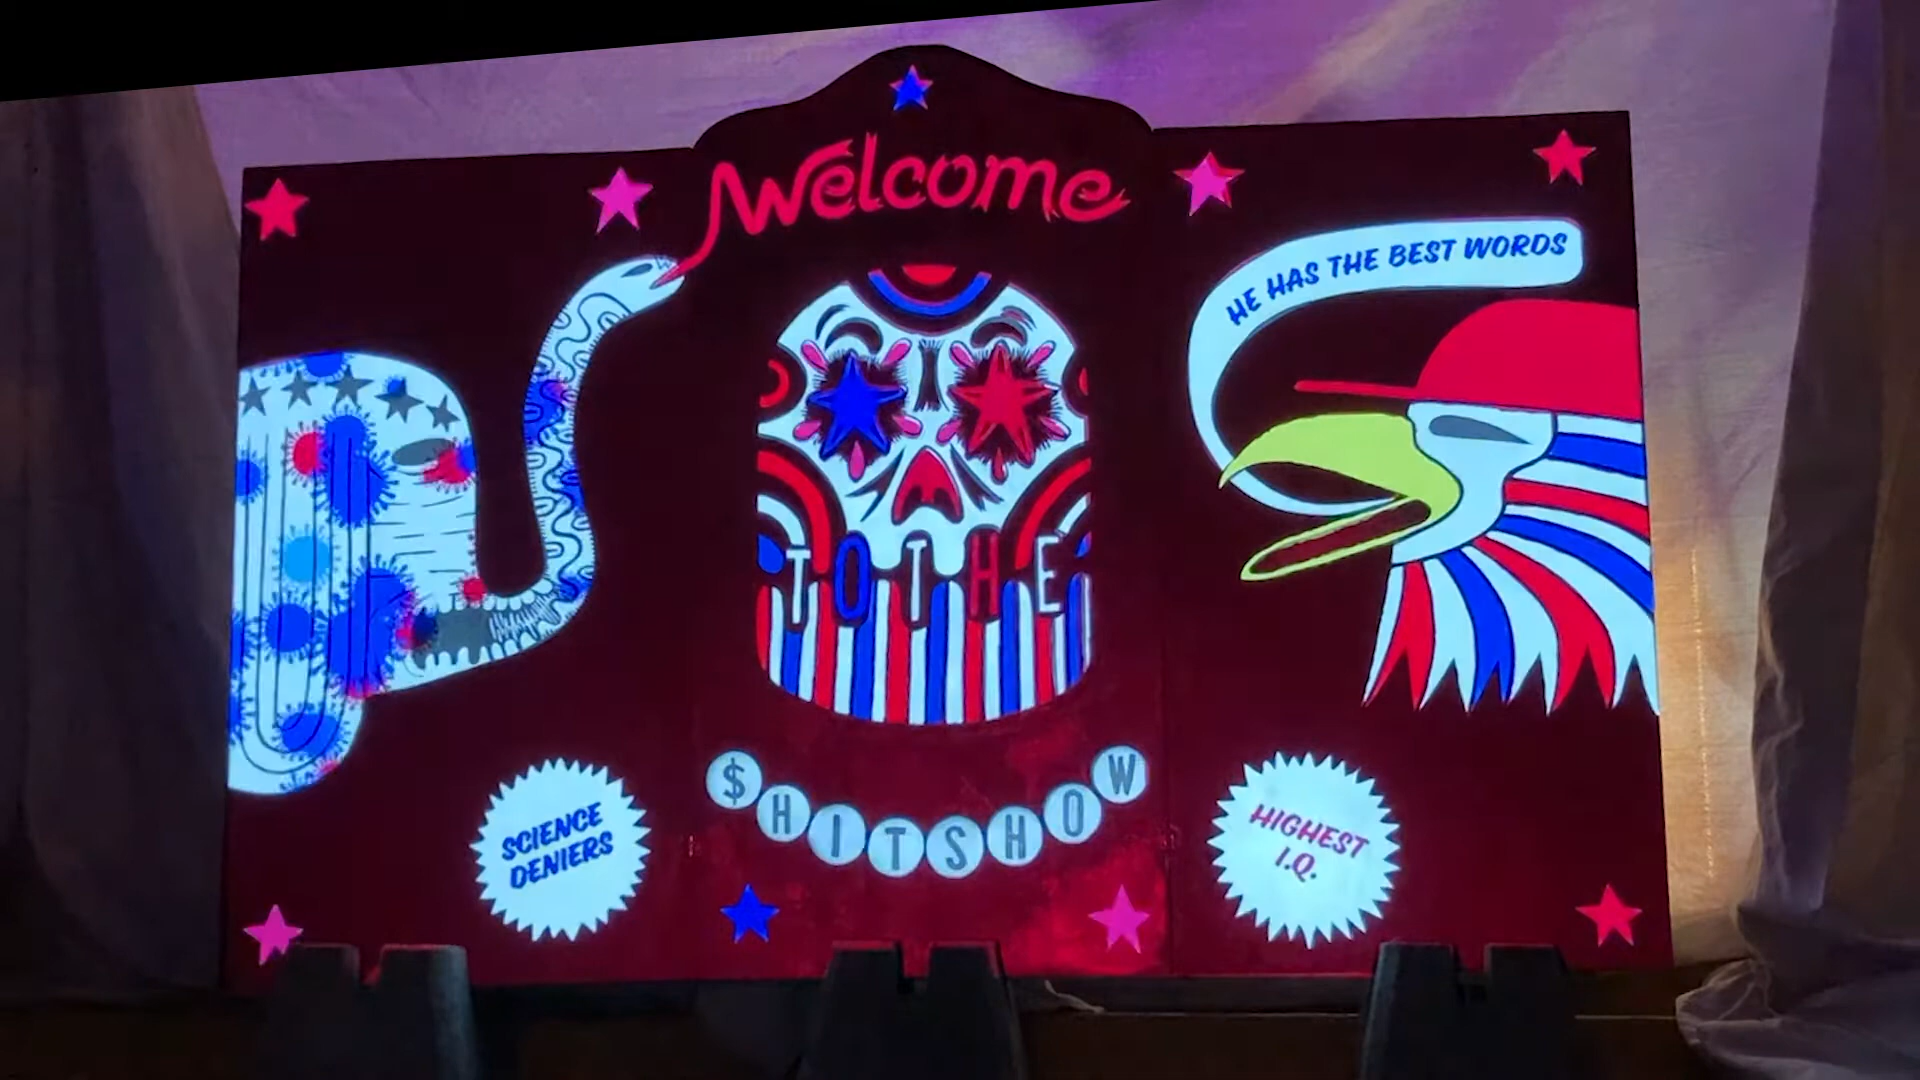 Welcome
HE HAS THE BEST WORDS
TO THE
$HITSHOW
SCIENCE
DENIERS
HIGHEST
I.Q.